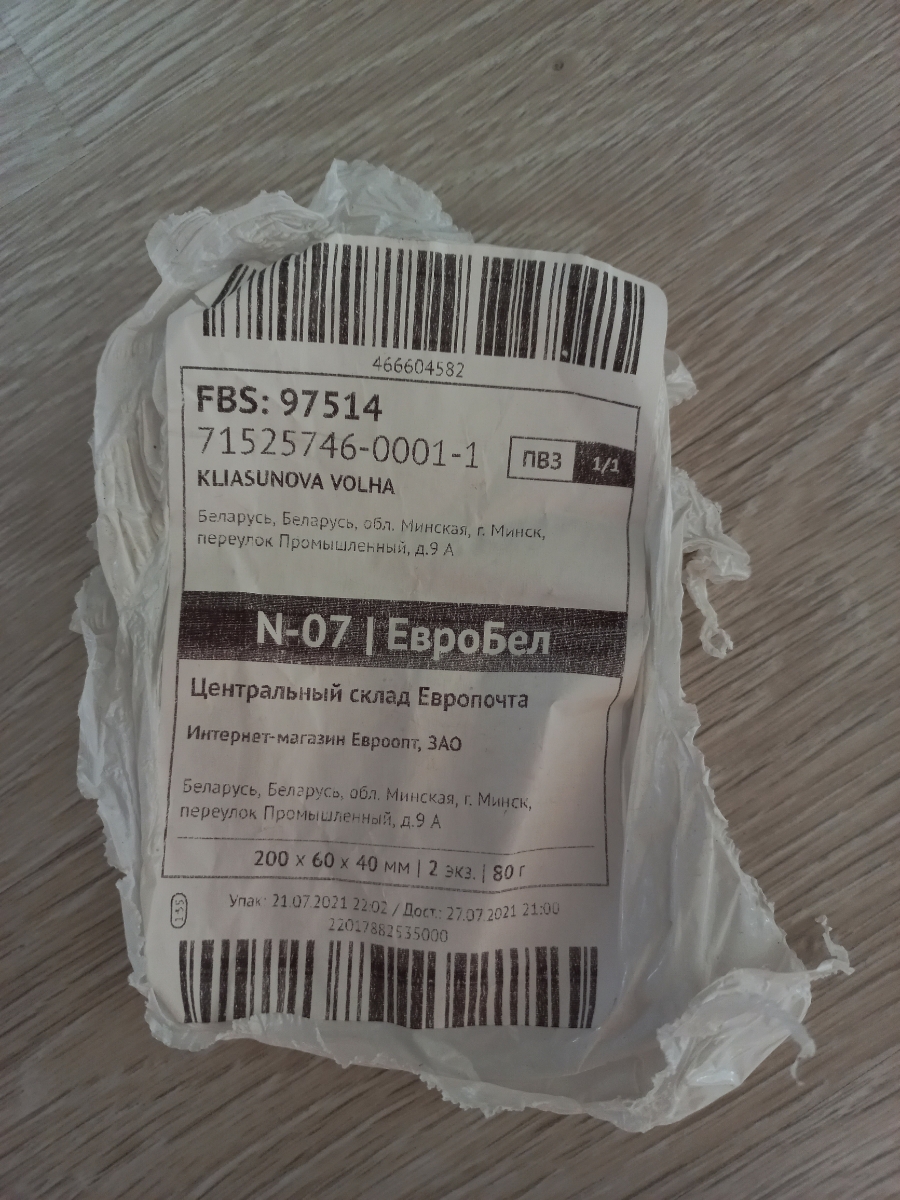 466604582
FBS: 97514
71525746-0001-1
ПВЗ 1/1
KLIASUNOVA VOLHA
Беларусь, Беларусь, обл. Минская, г. Минск,
переулок Промышленный, д.9 А
N-07 | ЕвроБел
Центральный склад Европочта
Интернет-магазин Евроопт, ЗАО
Беларусь, Беларусь, обл. Минская, г. Минск,
переулок Промышленный, д.9 А
200 x 60 x 40 мм | 2 экз. | 80 г
135
Упак: 21.07.2021 22:02 / Дост.: 27.07.2021 21:00
22017882535000